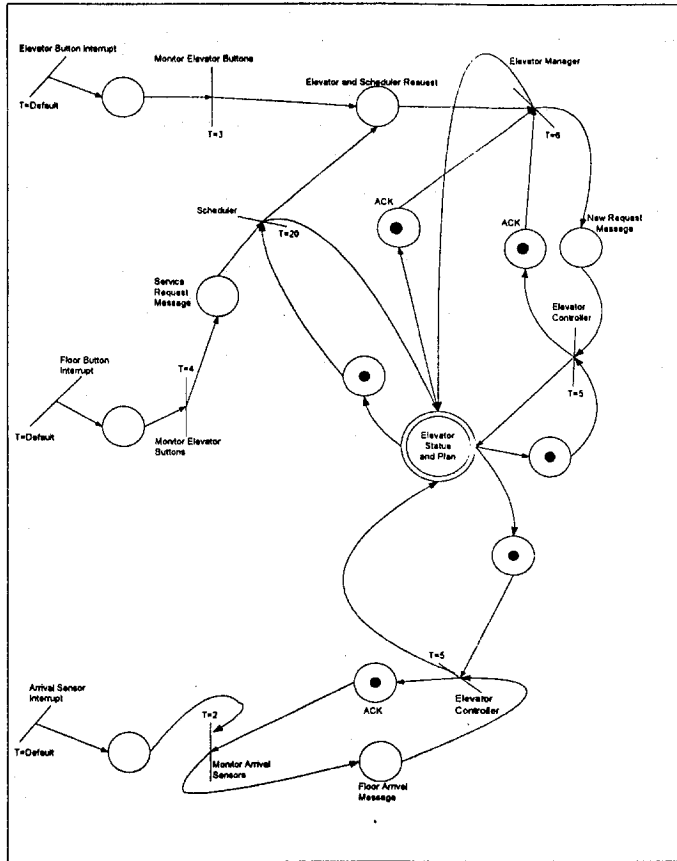 Elevator Button Interrupt
T=Default
Monitor Elevator Buttons
T=3
Elevator and Scheduler Request
Elevator Manager
T=6
Scheduler
T=20
ACK
ACK
New Request
Message
Service
Request
Message
Elevator
Controller
T=5
Floor Button
Interrupt
T=Default
T=4
Monitor Elevator
Buttons
Elevator
Status
and Plan
Arrival Sensor
Interrupt
T=Default
T=2
Monitor Arrival
Sensors
ACK
T=5
Elevator
Controller
Floor Arrival
Message